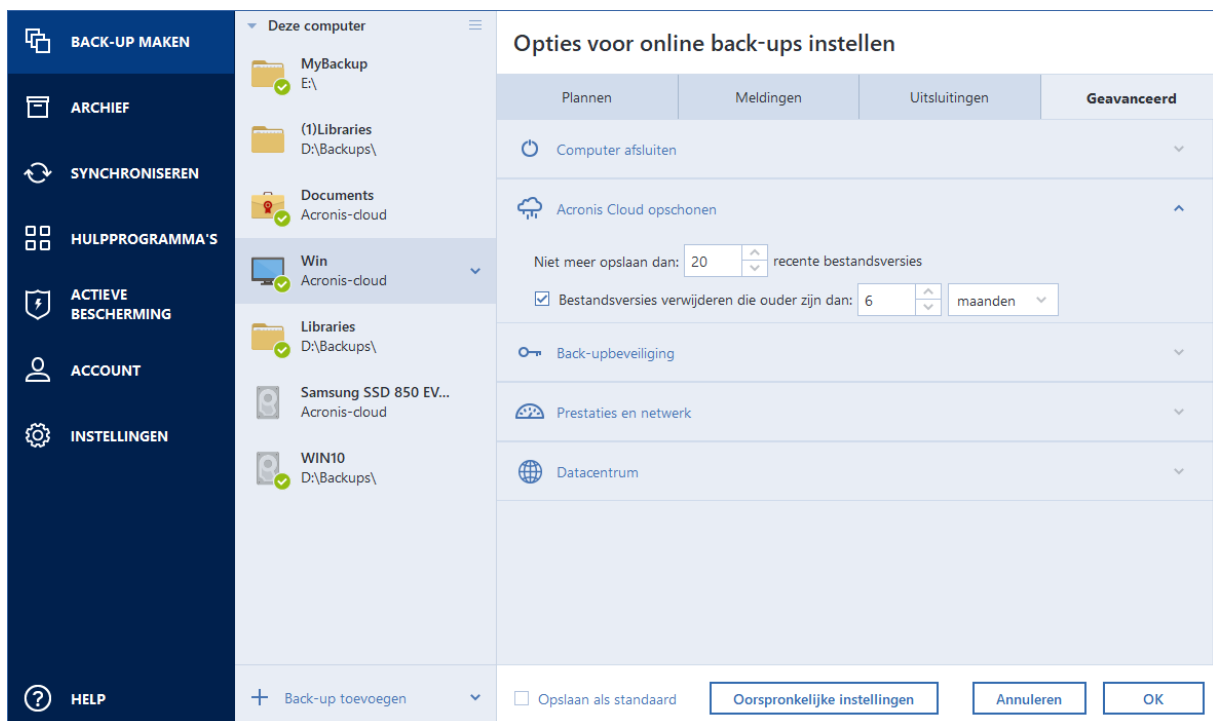 BACK-UP MAKEN
ARCHIEF
SYNCHRONISEREN
HULPPROGRAMMA'S
ACTIEVE
BESCHERMING
ACCOUNT
INSTELLINGEN
HELP
Deze computer
MyBackup
E:\
(1)Libraries
D:\Backups\
Documents
Acronis-cloud
Win
Acronis-cloud
Libraries
D:\Backups\
Samsung SSD 850 EV...
Acronis-cloud
WIN10
D:\Backups\
Back-up toevoegen
Opties voor online back-ups instellen
Plannen Meldingen Uitsluitingen Geavanceerd
Computer afsluiten
Acronis Cloud opschonen
Niet meer opslaan dan: 20 recente bestandsversies
Bestandsversies verwijderen die ouder zijn dan: 6 maanden
Back-upbeveiliging
Prestaties en netwerk
Datacentrum
Opslaan als standaard Oorspronkelijke instellingen Annuleren OK